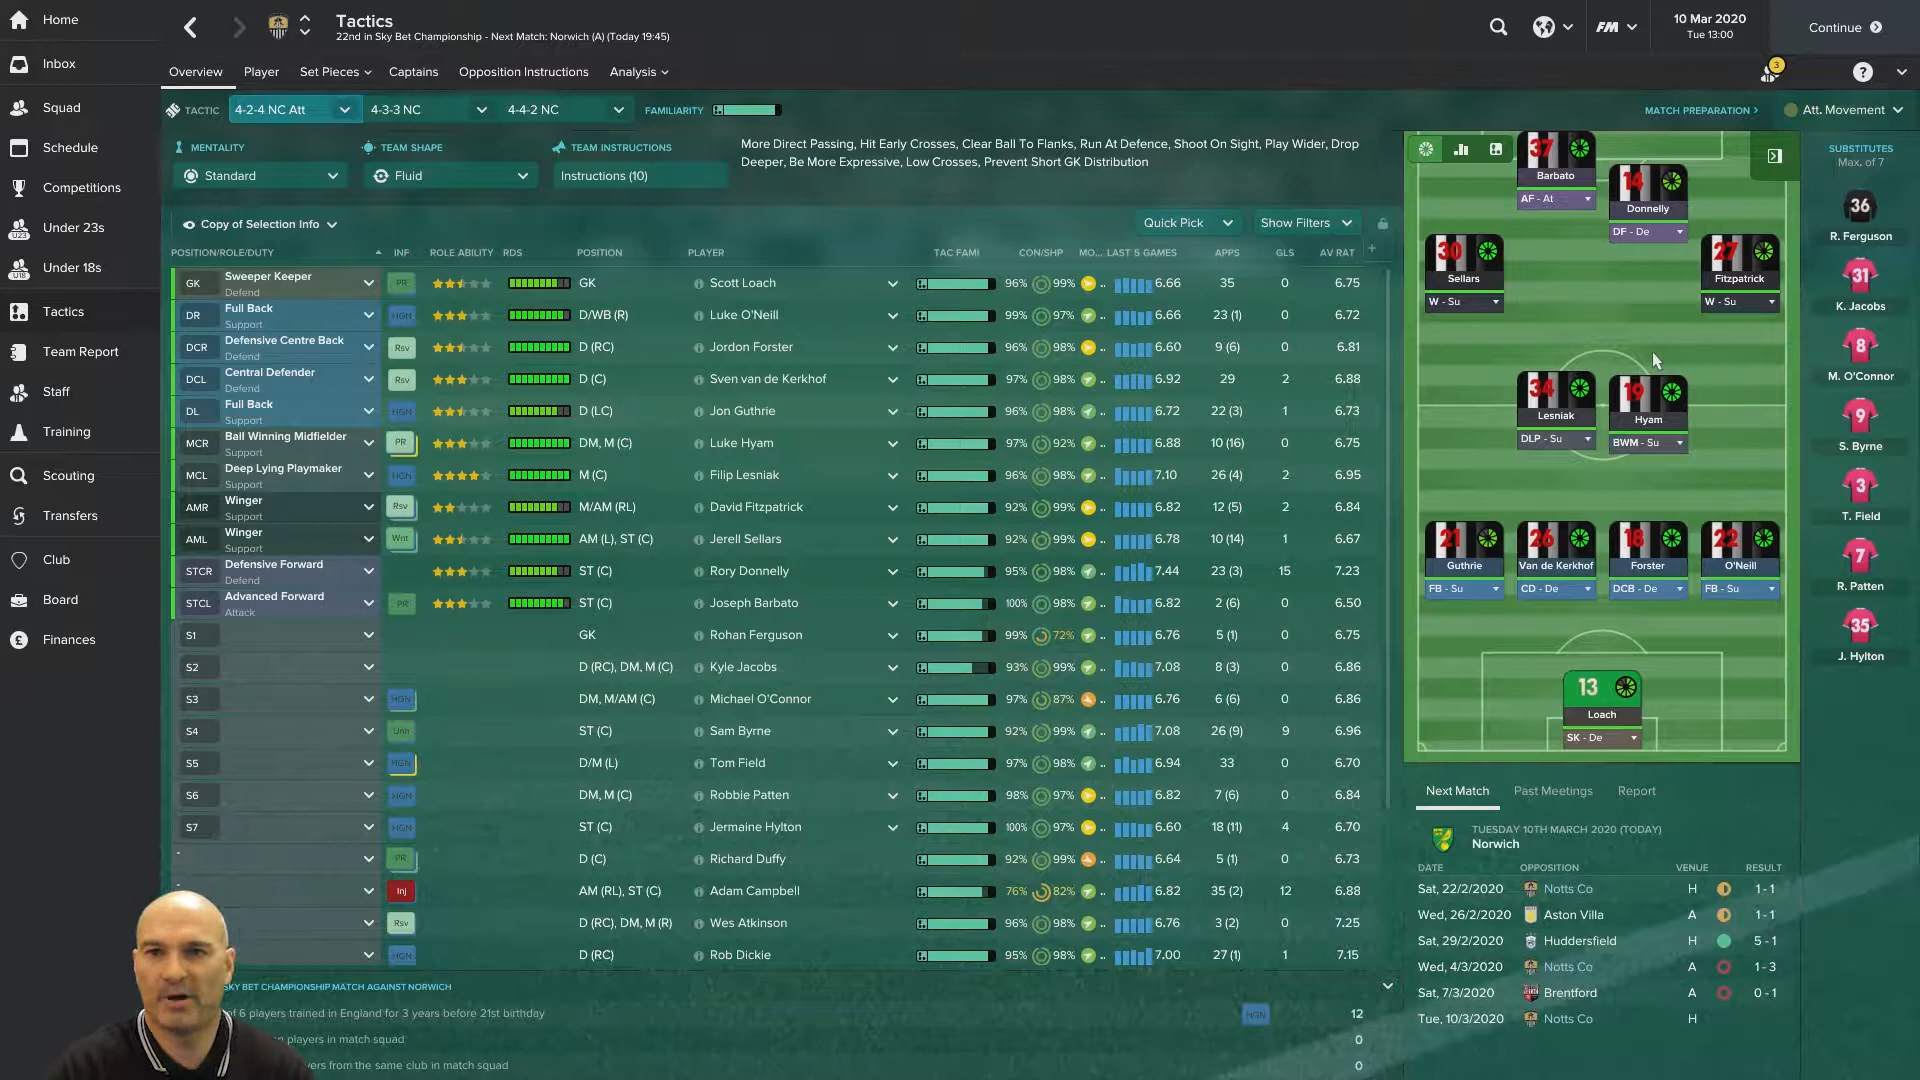 Home
Inbox
Squad
Schedule
Competitions
Under 23s
Under 18s
Tactics
Team Report
Staff
Training
Scouting
Transfers
Club
Board
Finances
Tactics
22nd in Sky Bet Championship - Next Match: Norwich (A) (Today 19:45)
FM
10 Mar 2020
Tue 13:00
Continue
Overview Player Set Pieces Captains Opposition Instructions Analysis
3
?
TACTIC 4-2-4 NC Att 4-3-3 NC 4-4-2 NC FAMILIARITY
MATCH PREPARATION > Att. Movement
MENTALITY TEAM SHAPE TEAM INSTRUCTIONS
Standard Fluid Instructions (10)
More Direct Passing, Hit Early Crosses, Clear Ball To Flanks, Run At Defence, Shoot On Sight, Play Wider, Drop
Deeper, Be More Expressive, Low Crosses, Prevent Short GK Distribution
Copy of Selection Info Quick Pick Show Filters
POSITION/ROLE/DUTY INF ROLE ABILITY RDS POSITION PLAYER TAC FAMI CON/SHP MO... LAST 5 GAMES APPS GLS AV RAT
GK Sweeper Keeper Defend PR GK Scott Loach 96% 99% .. 6.66 35 0 6.75
DR Full Back Support HGN D/WB (R) Luke O'Neill 99% 97% .. 6.66 23 (1) 0 6.72
DCR Defensive Centre Back Defend Rsv D (RC) Jordon Forster 96% 98% .. 6.60 9 (6) 0 6.81
DCL Central Defender Defend Rsv D (C) Sven van de Kerkhof 97% 98% .. 6.92 29 2 6.88
DL Full Back Support HGN D (LC) Jon Guthrie 96% 98% .. 6.72 22 (3) 1 6.73
MCR Ball Winning Midfielder Support PR DM, M (C) Luke Hyam 97% 92% .. 6.88 10 (16) 0 6.75
MCL Deep Lying Playmaker Support HGN M (C) Filip Lesniak 96% 98% .. 7.10 26 (4) 2 6.95
AMR Winger Support Rsv M/AM (RL) David Fitzpatrick 92% 99% .. 6.82 12 (5) 2 6.84
AML Winger Support Wnt AM (L), ST (C) Jerell Sellars 92% 99% .. 6.78 10 (14) 0 6.67
STCR Defensive Forward Defend ST (C) Rory Donnelly 95% 98% .. 7.44 23 (3) 15 7.23
STCL Advanced Forward Attack PR ST (C) Joseph Barbato 100% 98% .. 6.82 2 (6) 0 6.50
S1 GK Rohan Ferguson 99% 72% .. 6.76 5 (1) 0 6.75
S2 D (RC), DM, M (C) Kyle Jacobs 93% 99% .. 7.08 8 (3) 0 6.86
S3 HGN DM, M/AM (C) Michael O'Connor 97% 87% .. 6.76 6 (6) 0 6.86
S4 Unh ST (C) Sam Byrne 92% 99% .. 7.08 26 (9) 9 6.96
S5 HGN D/M (L) Tom Field 97% 98% .. 6.94 33 0 6.70
S6 HGN DM, M (C) Robbie Patten 98% 97% .. 6.82 7 (6) 0 6.84
S7 HGN ST (C) Jermaine Hylton 100% 97% .. 6.60 18 (11) 4 6.70
- PR D (C) Richard Duffy 92% 99% .. 6.64 5 (1) 0 6.73
- Inj AM (RL), ST (C) Adam Campbell 76% 82% .. 6.82 35 (2) 12 6.88
Rsv D (RC), DM, M (R) Wes Atkinson 96% 98% .. 6.76 3 (2) 0 7.25
HGN D (RC) Rob Dickie 95% 98% .. 7.00 27 (1) 1 7.15
SKY BET CHAMPIONSHIP MATCH AGAINST NORWICH
of 6 players trained in England for 3 years before 21st birthday HGN 12
players in match squad 0
yers from the same club in match squad 0
37 Barbato AF - At
14 Donnelly DF - De
30 Sellars W - Su
27 Fitzpatrick W - Su
34 Lesniak DLP - Su
19 Hyam BWM - Su
21 Guthrie FB - Su
26 Van de Kerkhof CD - De
18 Forster DCB - De
22 O'Neill FB - Su
13 Loach SK - De
SUBSTITUTES
Max. of 7
36
R. Ferguson
31
K. Jacobs
8
M. O'Connor
9
S. Byrne
3
T. Field
7
R. Patten
35
J. Hylton
Next Match Past Meetings Report
TUESDAY 10TH MARCH 2020 (TODAY)
Norwich
DATE OPPOSITION VENUE RESULT
Sat, 22/2/2020 Notts Co H 1 - 1
Wed, 26/2/2020 Aston Villa A 1 - 1
Sat, 29/2/2020 Huddersfield H 5 - 1
Wed, 4/3/2020 Notts Co A 1 - 3
Sat, 7/3/2020 Brentford A 0 - 1
Tue, 10/3/2020 Notts Co H